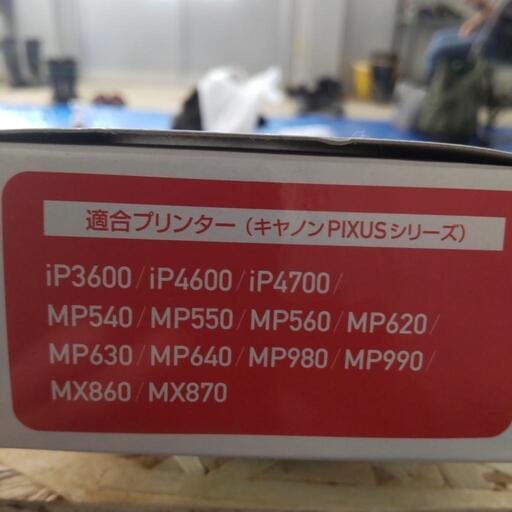 適合プリンター（キヤノンPIXUSシリーズ）
iP3600/iP4600/iP4700/
MP540/MP550/MP560/MP620/
MP630/MP640/MP980/MP990/
MX860/MX870